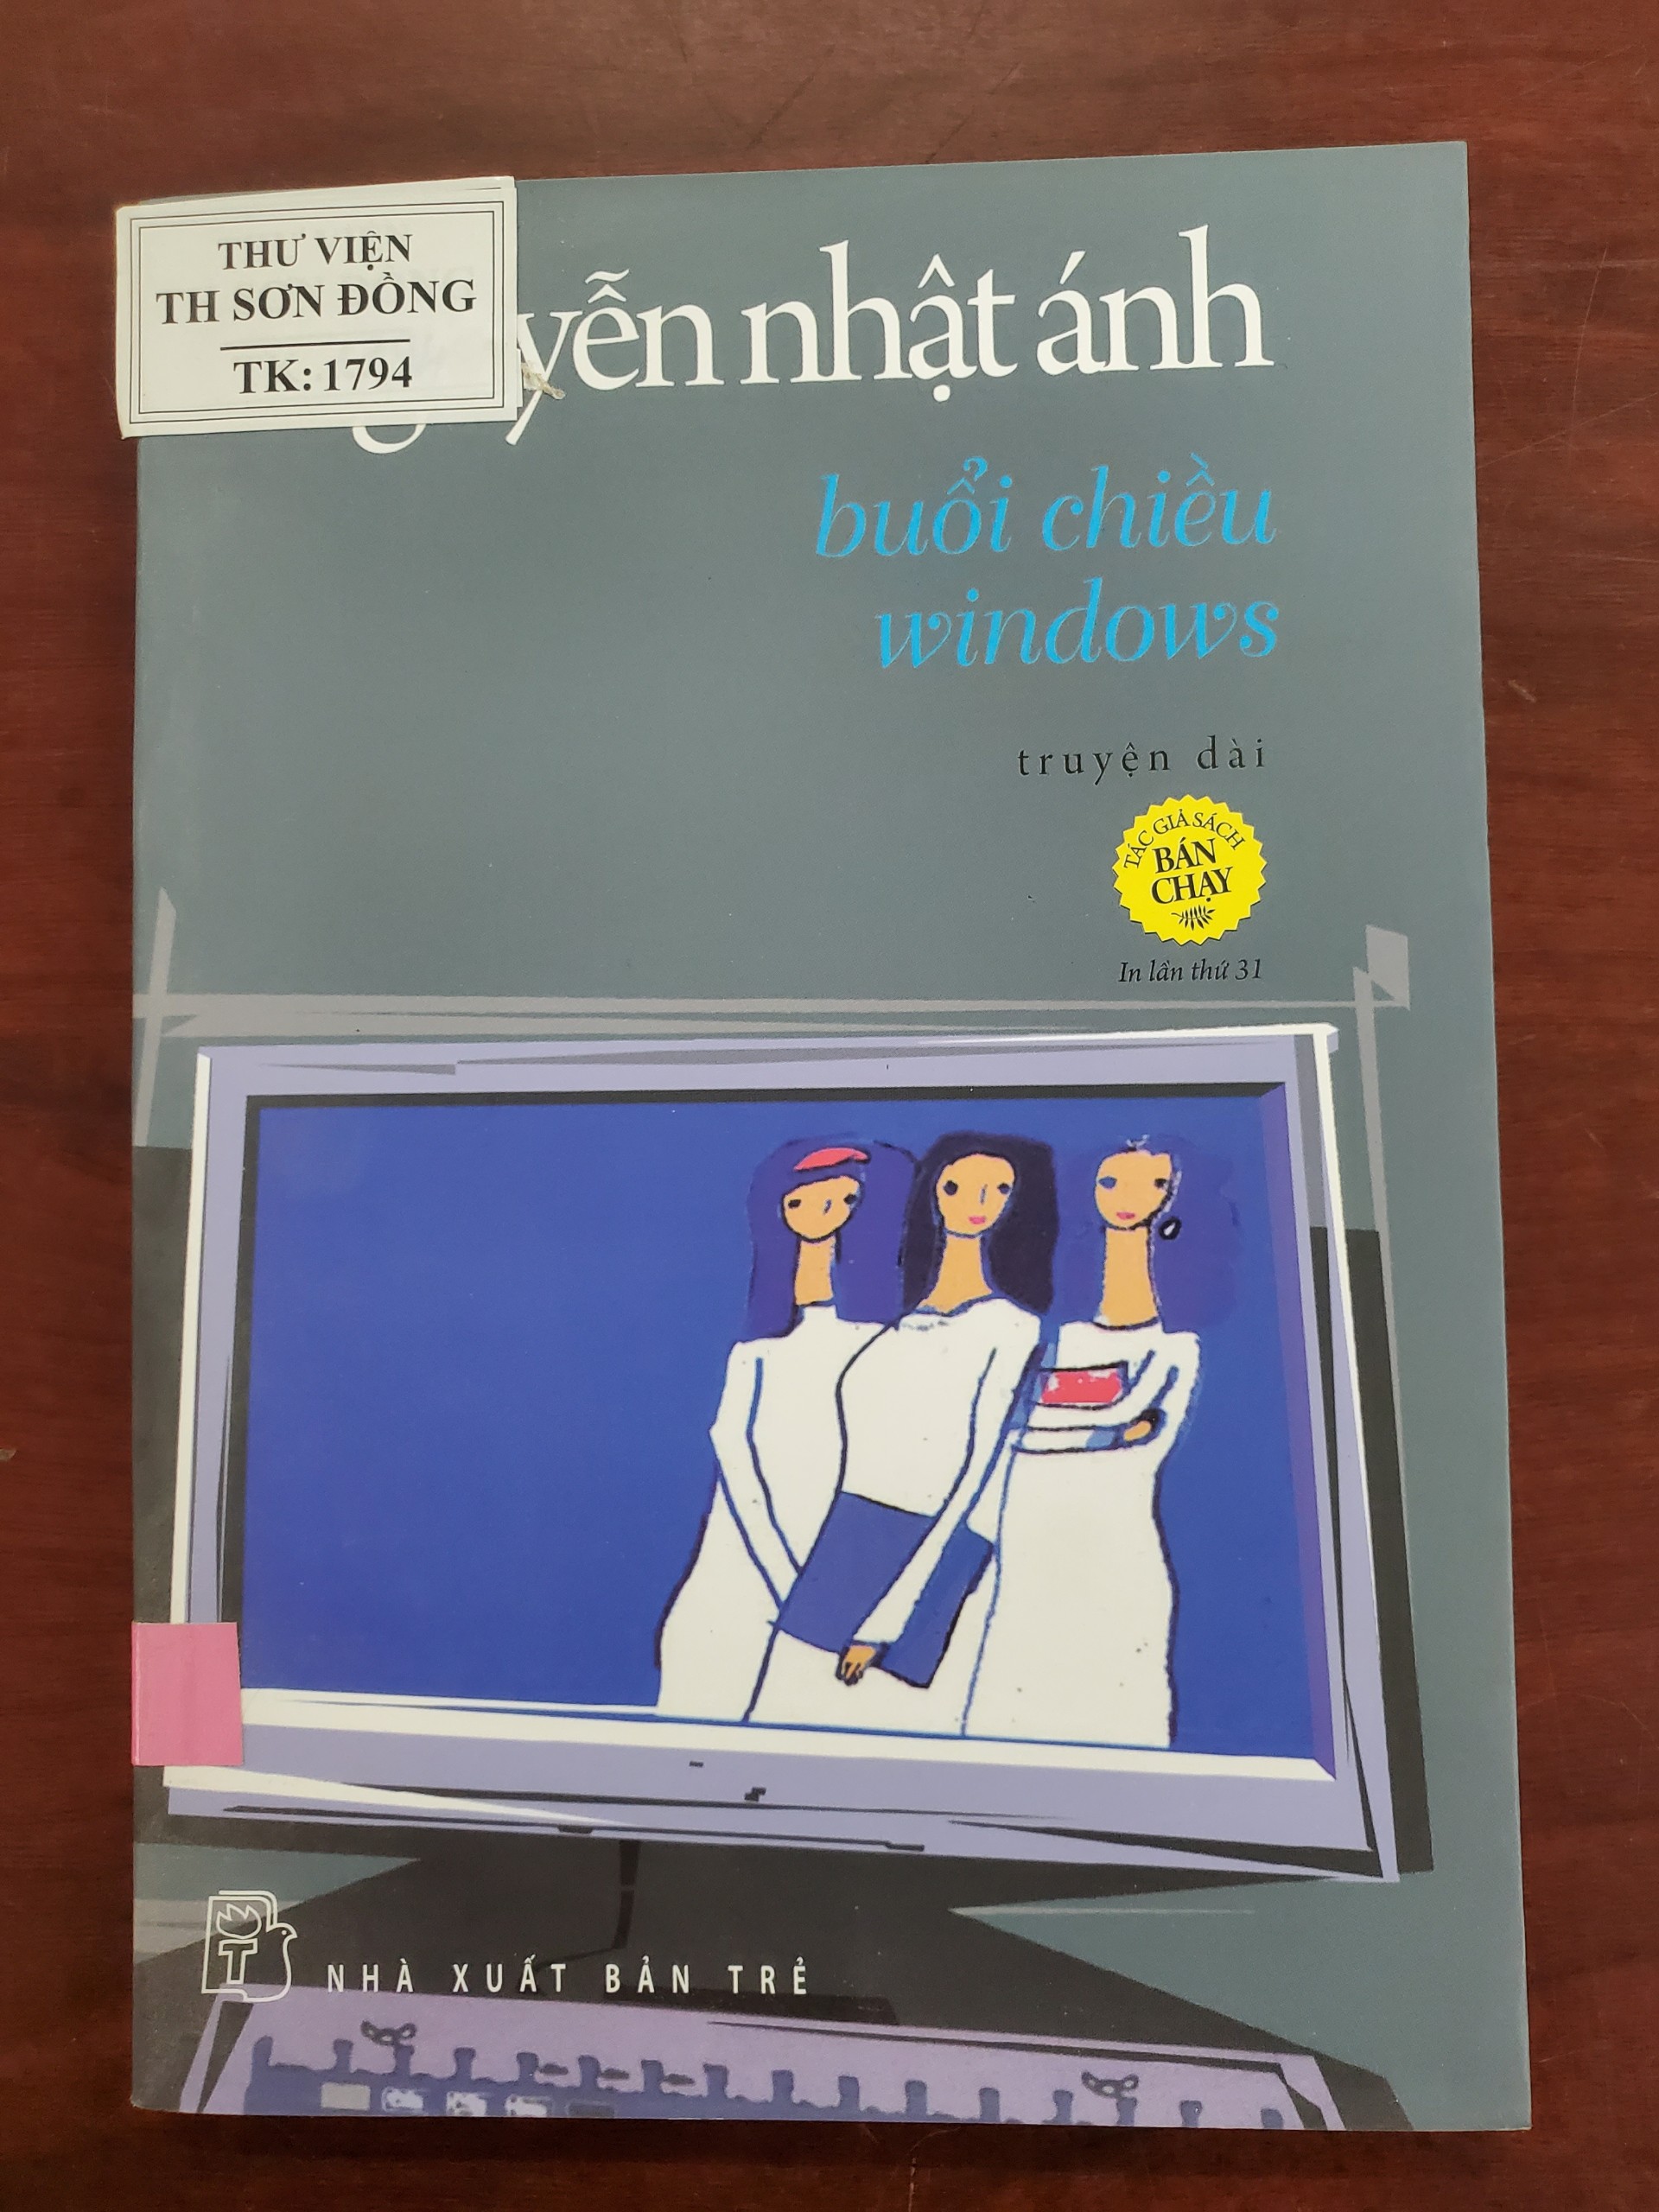 THƯ VIỆN
TH SƠN ĐỒNG
TK: 1794
nhật ánh
buổi chiều
windows
truyện dài
TÁC GIẢ SÁCH
BÁN
CHẠY
In lần thứ 31
T
NHÀ XUẤT BẢN TRẺ